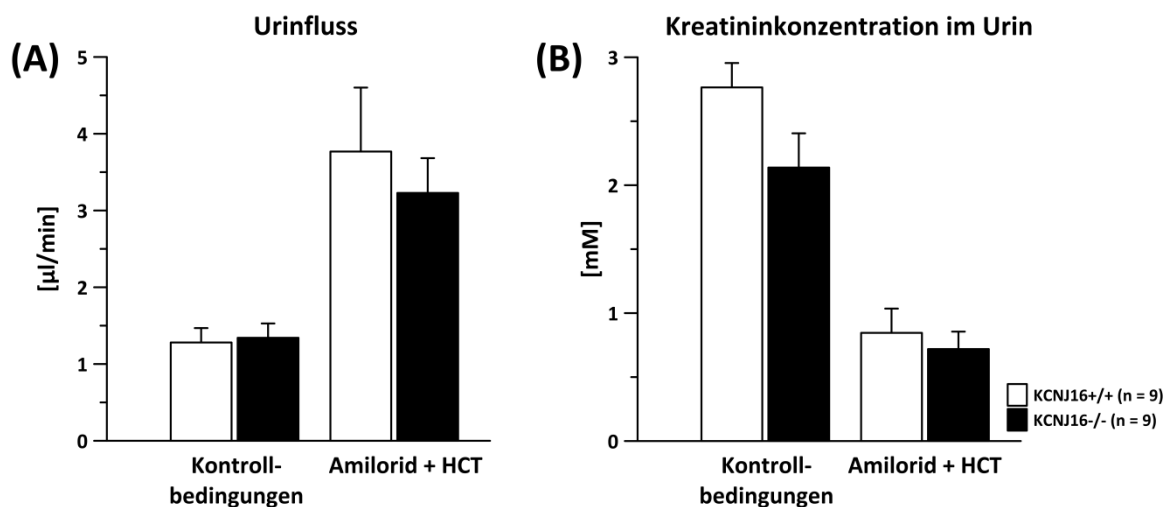 Urinfluss
(A)
[µl/min]
5
4
3
2
1
0
Kontroll-
bedingungen
Amilorid + HCT
Kreatininkonzentration im Urin
(B)
[mM]
3
2
1
0
Kontroll-
bedingungen
Amilorid + HCT
KCNJ16+/+ (n = 9)
KCNJ16-/- (n = 9)